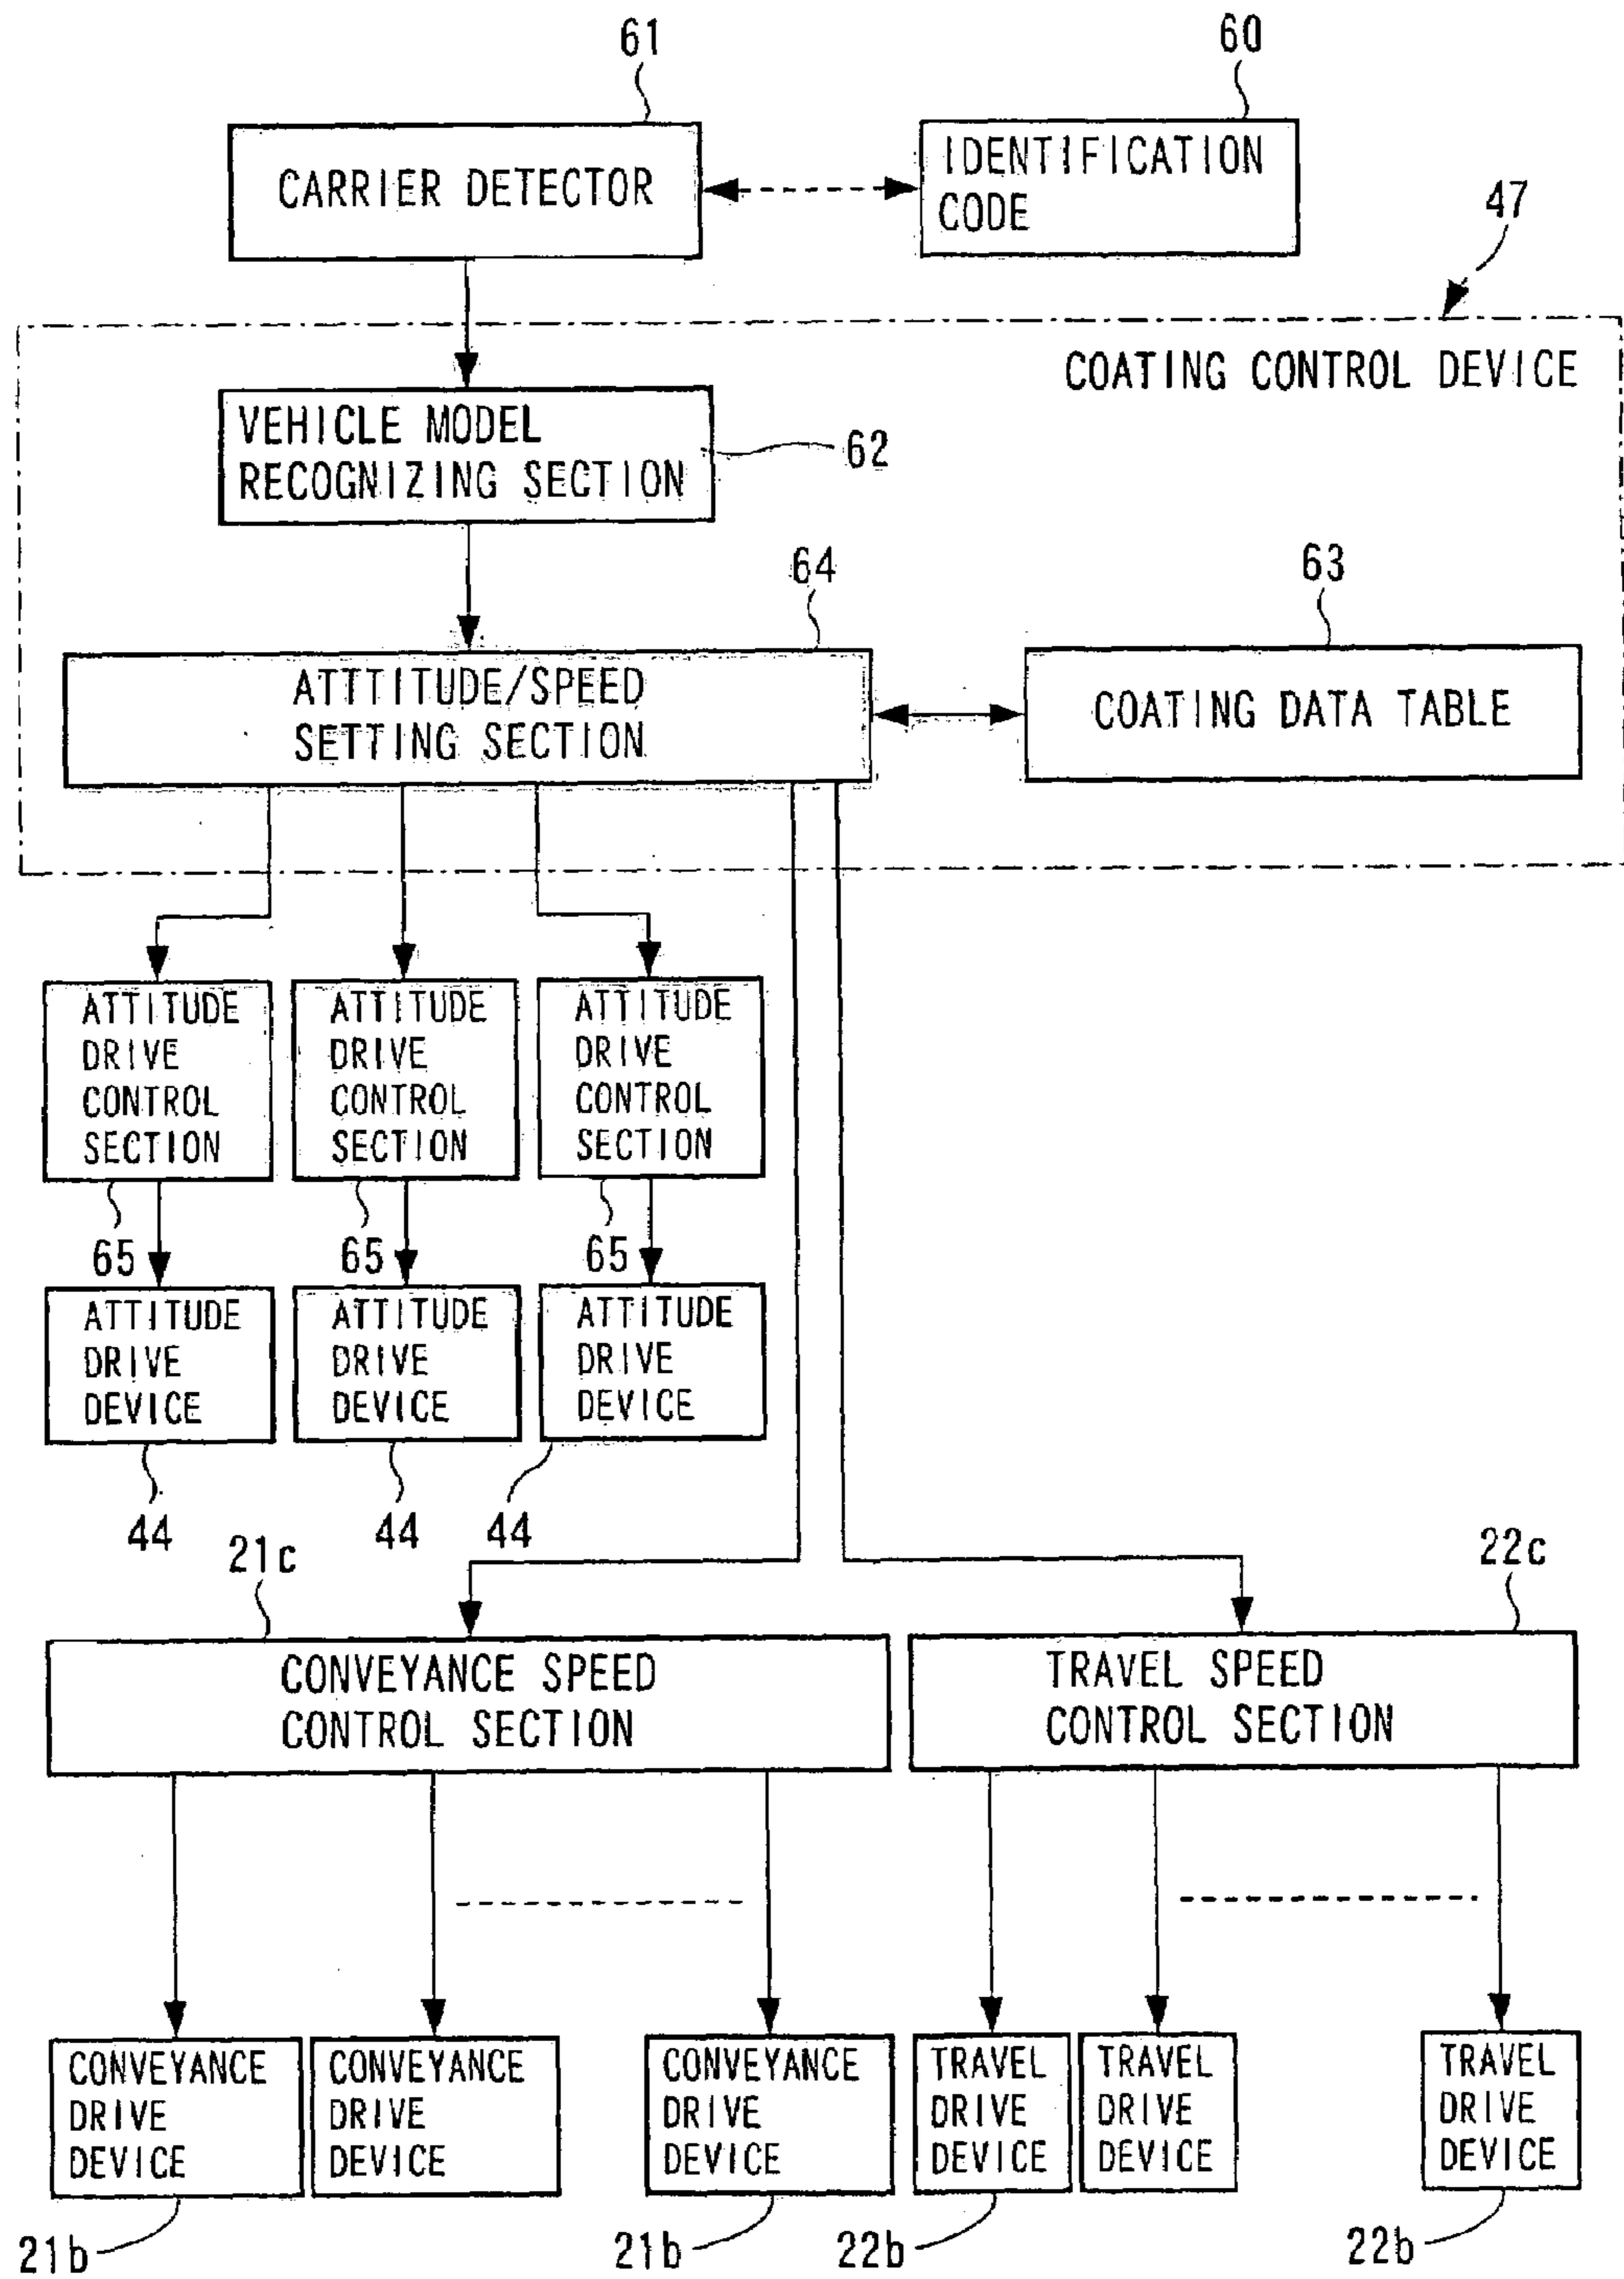 61
60
CARRIER DETECTOR
IDENTIFICATION
CODE
47
COATING CONTROL DEVICE
VEHICLE MODEL
RECOGNIZING SECTION
62
64
63
ATTTITUDE/SPEED
SETTING SECTION
COATING DATA TABLE
ATTITUDE
DRIVE
CONTROL
SECTION
ATTITUDE
DRIVE
CONTROL
SECTION
ATTITUDE
DRIVE
CONTROL
SECTION
65
65
65
ATTITUDE
DRIVE
DEVICE
ATTITUDE
DRIVE
DEVICE
ATTITUDE
DRIVE
DEVICE
44
44
44
21c
22c
CONVEYANCE SPEED
CONTROL SECTION
TRAVEL SPEED
CONTROL SECTION
CONVEYANCE
DRIVE
DEVICE
CONVEYANCE
DRIVE
DEVICE
CONVEYANCE
DRIVE
DEVICE
TRAVEL
DRIVE
DEVICE
TRAVEL
DRIVE
DEVICE
TRAVEL
DRIVE
DEVICE
21b
21b
22b
22b